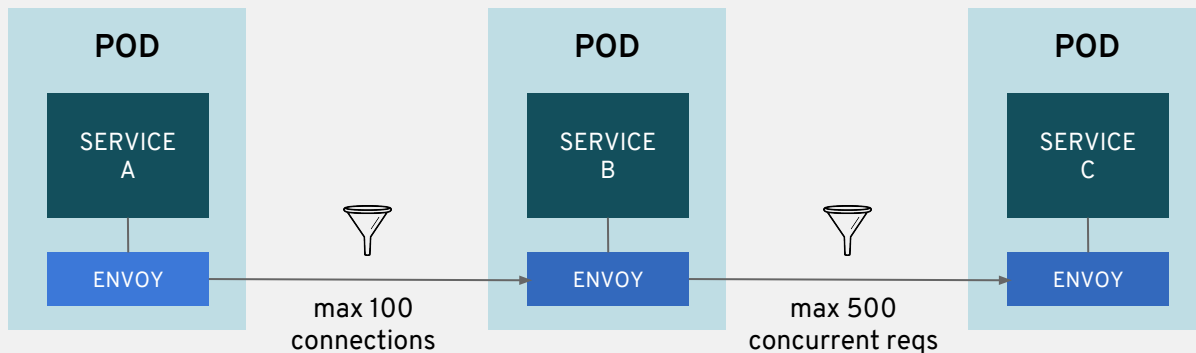 POD
SERVICE
A
ENVOY
max 100
connections
POD
SERVICE
B
ENVOY
max 500
concurrent reqs
POD
SERVICE
C
ENVOY